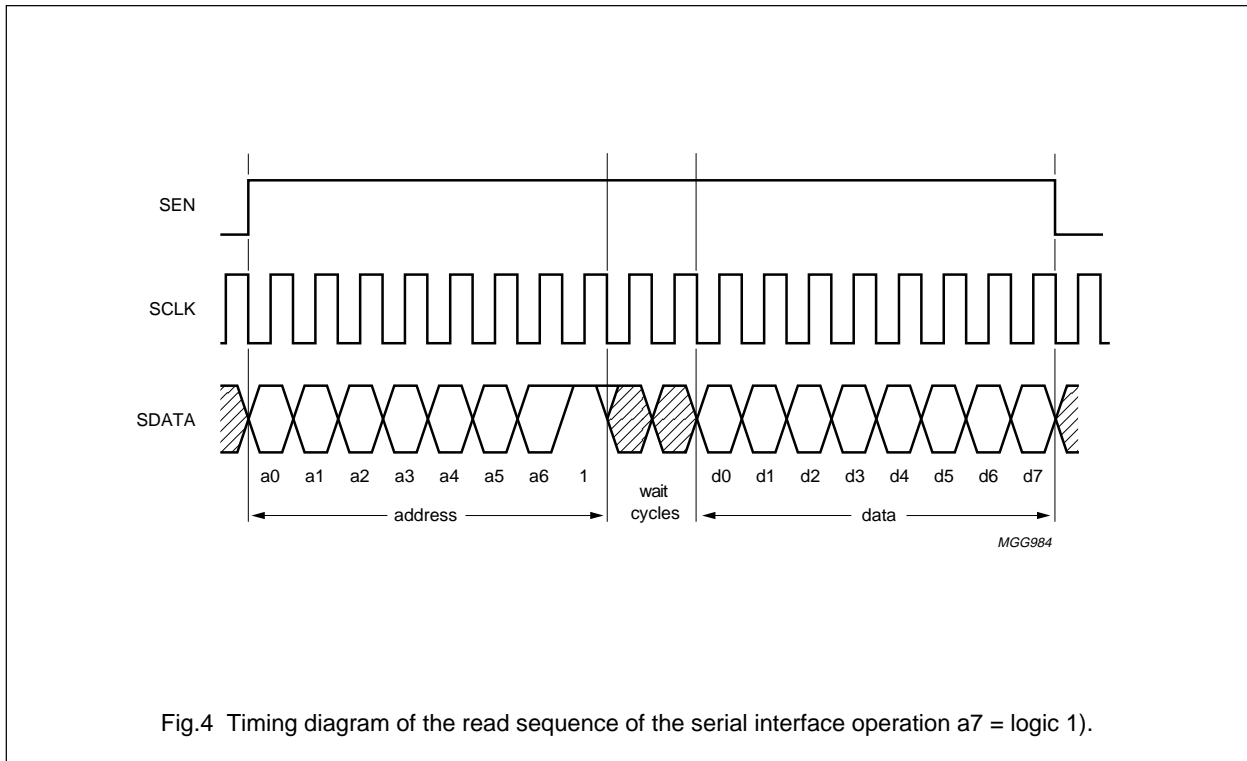 SEN
SCLK
SDATA
a0 a1 a2 a3 a4 a5 a6 1 d0 d1 d2 d3 d4 d5 d6 d7
wait
cycles
address data
MGG984
Fig.4 Timing diagram of the read sequence of the serial interface operation a7 = logic 1).